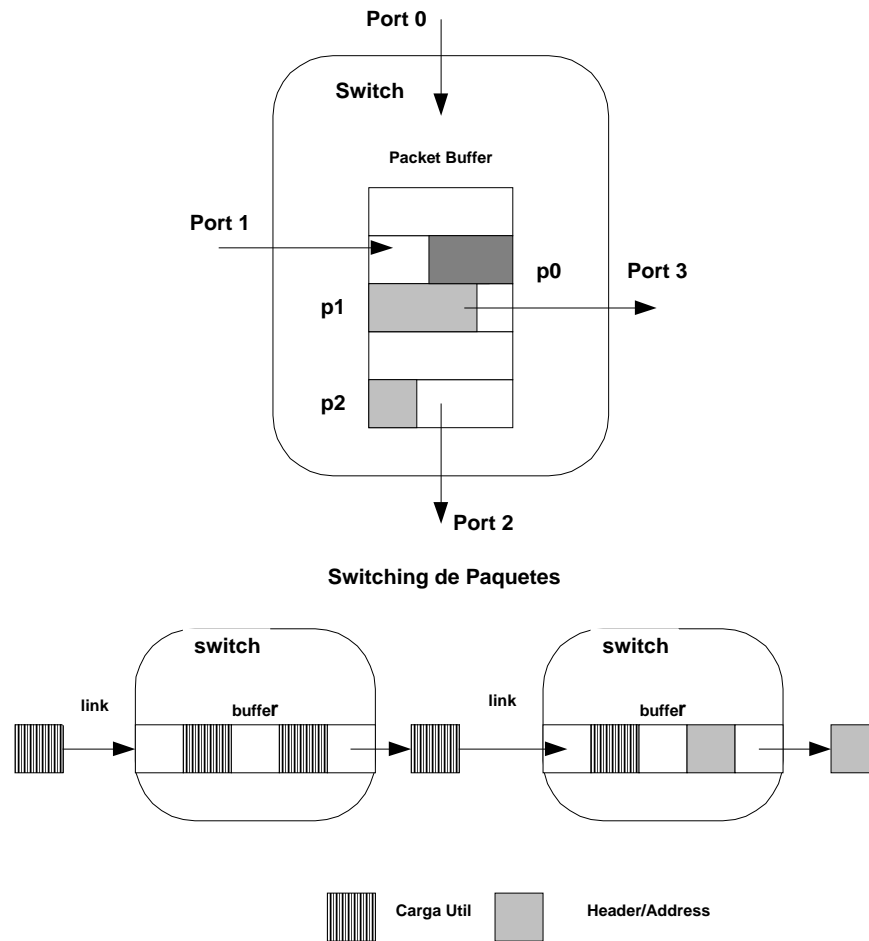 Port 0
Switch
Packet Buffer
Port 1
p0
Port 3
p1
p2
Port 2
Switching de Paquetes
switch
switch
link
buffer
link
buffer
Carga Util
Header/Address